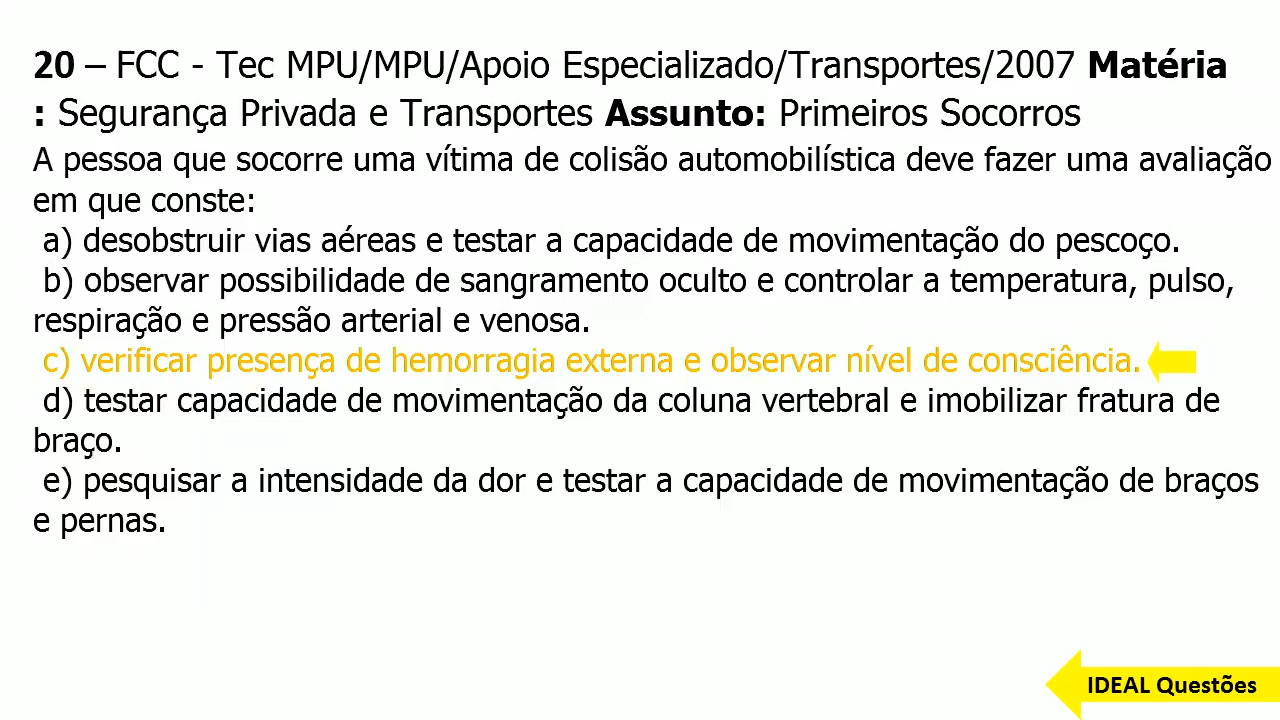 20 – FCC - Tec MPU/MPU/Apoio Especializado/Transportes/2007 Matéria
: Segurança Privada e Transportes Assunto: Primeiros Socorros
A pessoa que socorre uma vítima de colisão automobilística deve fazer uma avaliação
em que conste:
a) desobstruir vias aéreas e testar a capacidade de movimentação do pescoço.
b) observar possibilidade de sangramento oculto e controlar a temperatura, pulso,
respiração e pressão arterial e venosa.
c) verificar presença de hemorragia externa e observar nível de consciência.
d) testar capacidade de movimentação da coluna vertebral e imobilizar fratura de
braço.
e) pesquisar a intensidade da dor e testar a capacidade de movimentação de braços
e pernas.
IDEAL Questões